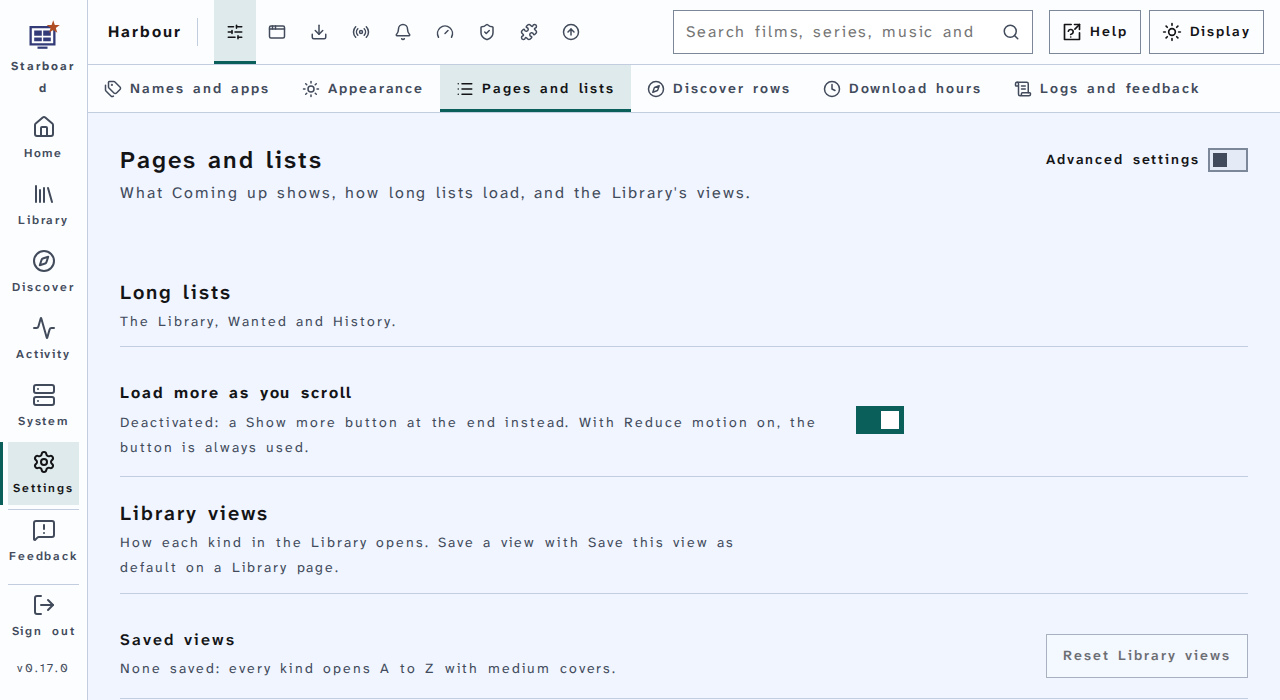 Starboar
d
Home
Library
Discover
Activity
System
Settings
Feedback
Sign out
v0.17.0
Harbour
Search films, series, music and
Help
Display
Names and apps
Appearance
Pages and lists
Discover rows
Download hours
Logs and feedback
Pages and lists
Advanced settings
What Coming up shows, how long lists load, and the Library's views.
Long lists
The Library, Wanted and History.
Load more as you scroll
Deactivated: a Show more button at the end instead. With Reduce motion on, the
button is always used.
Library views
How each kind in the Library opens. Save a view with Save this view as
default on a Library page.
Saved views
None saved: every kind opens A to Z with medium covers.
Reset Library views